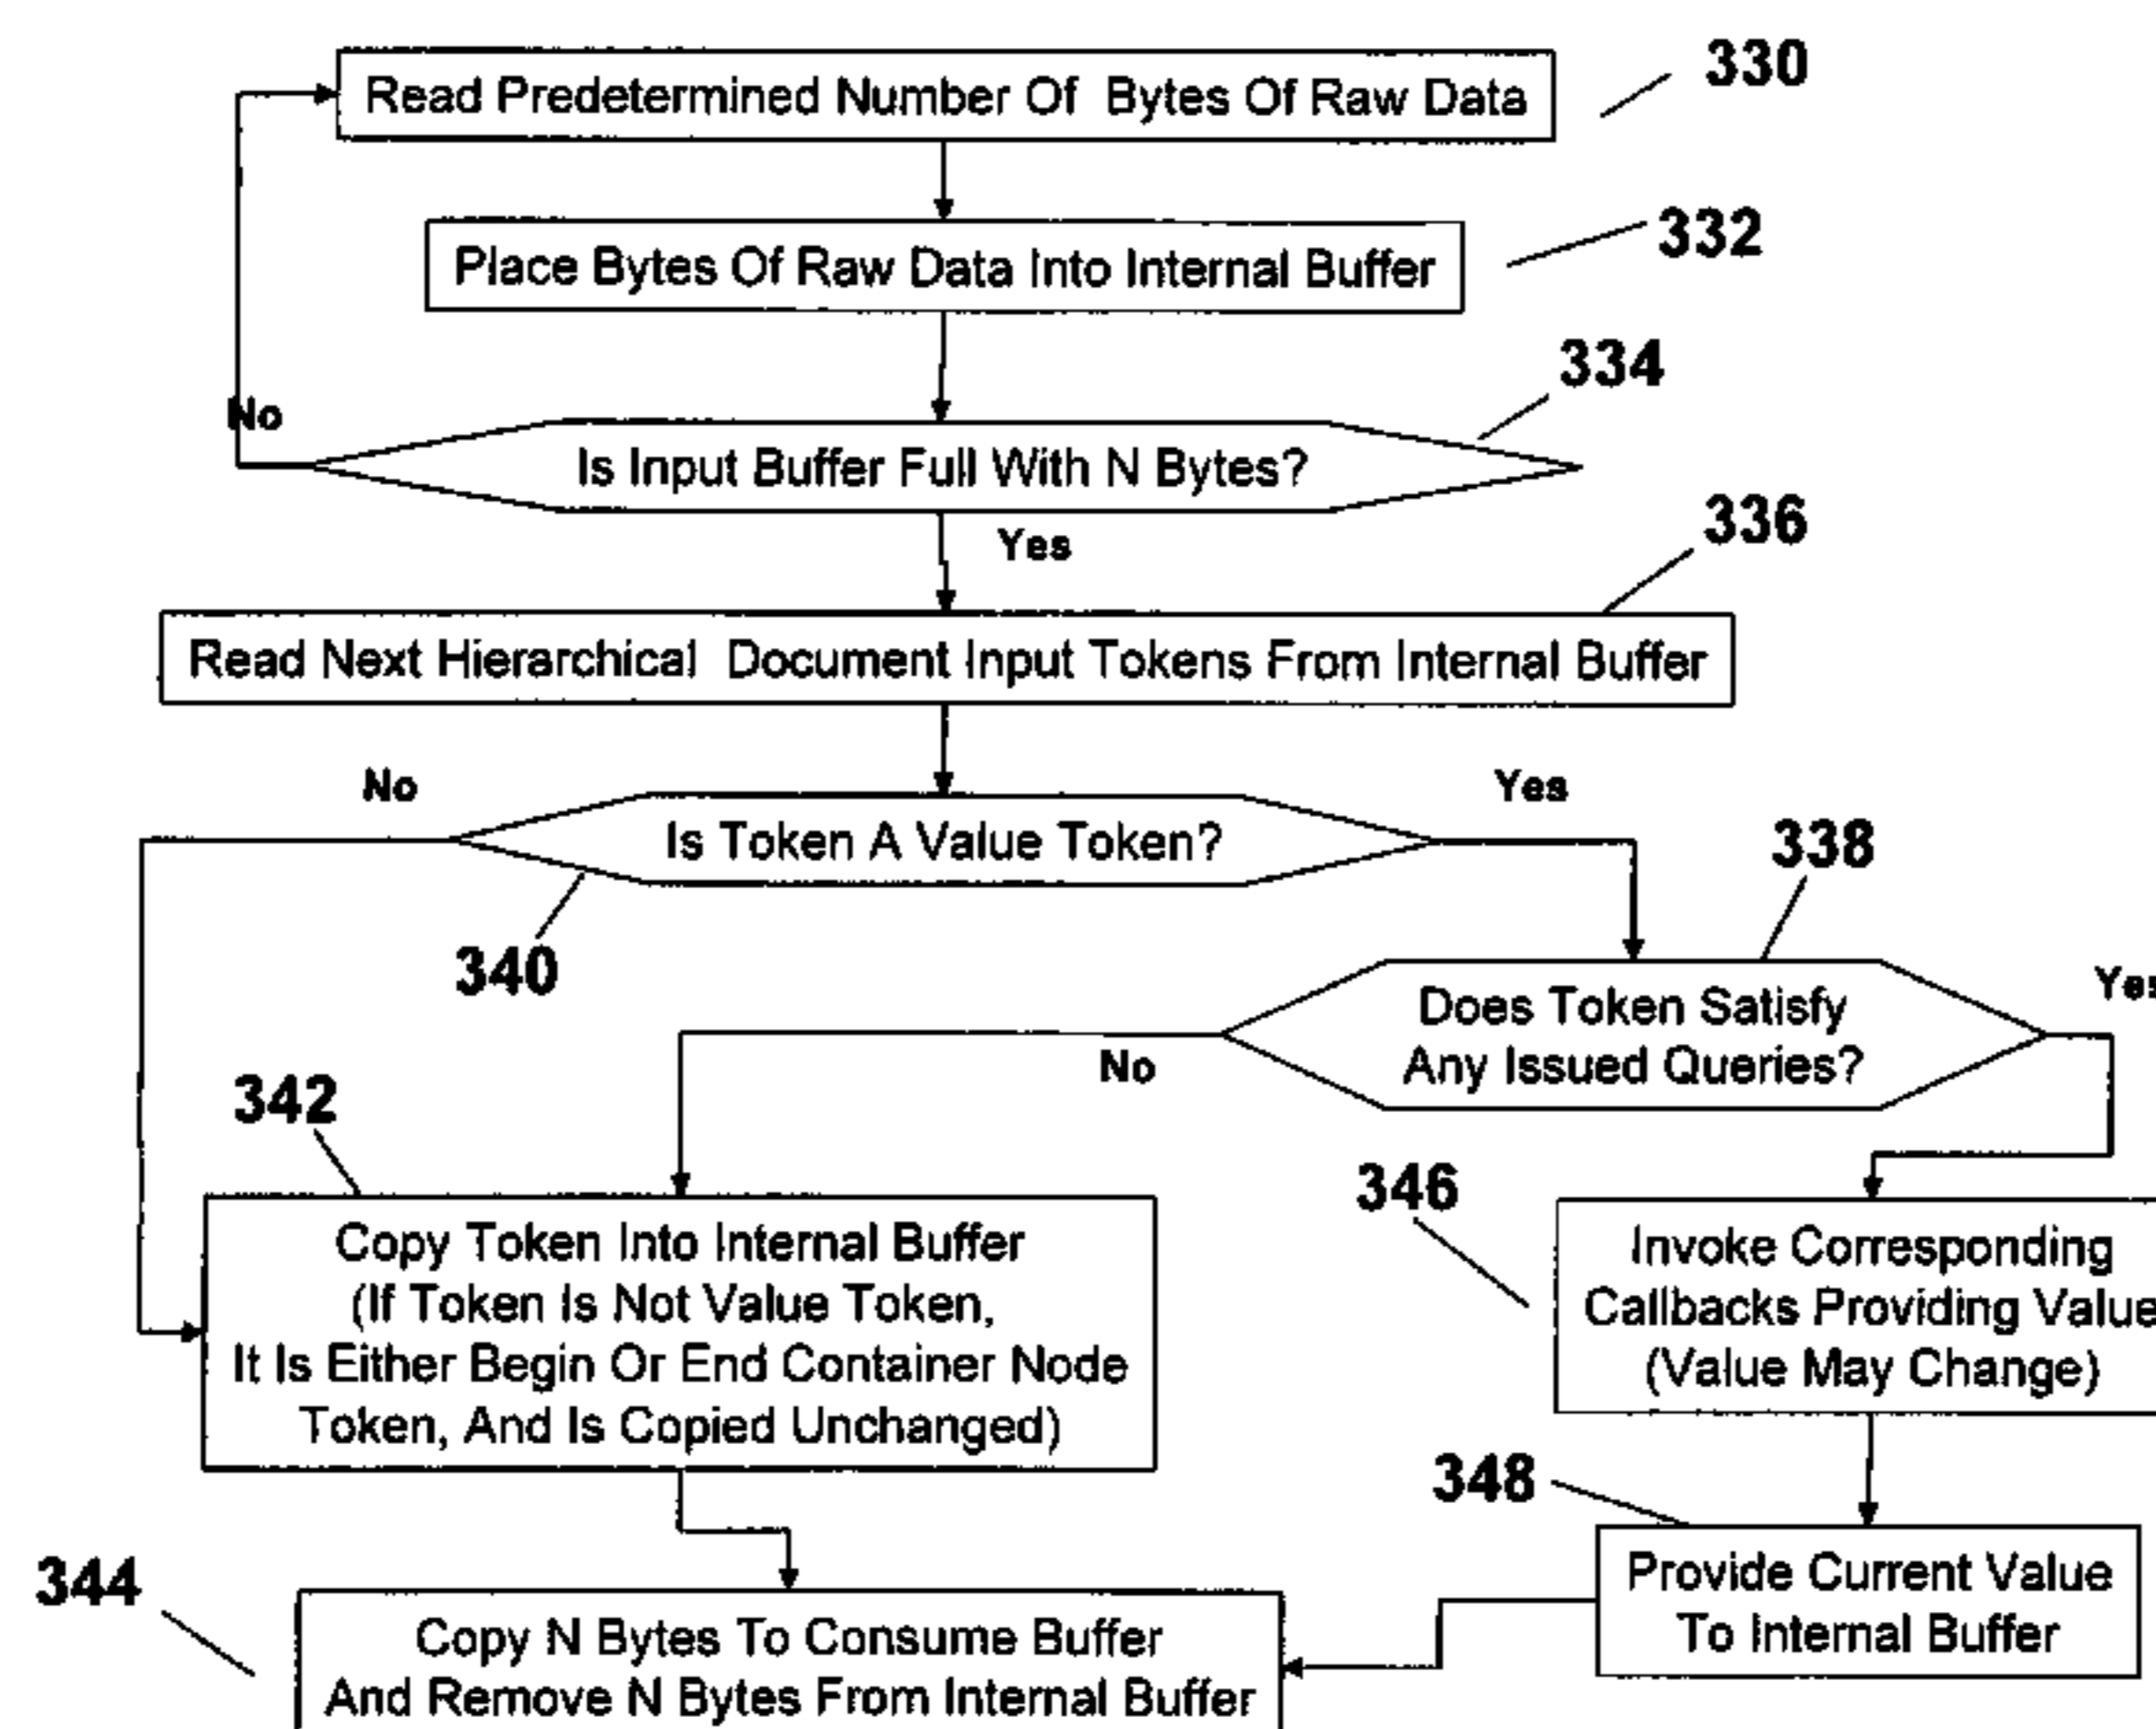 330
Read Predetermined Number Of Bytes Of Raw Data
332
Place Bytes Of Raw Data Into Internal Buffer
334
No
Is Input Buffer Full With N Bytes?
Yes
336
Read Next Hierarchical Document Input Tokens From Internal Buffer
No
Yes
Is Token A Value Token?
338
340
Yes
Does Token Satisfy
Any Issued Queries?
No
342
346
Copy Token Into Internal Buffer
(If Token Is Not Value Token,
It Is Either Begin Or End Container Node
Token, And Is Copied Unchanged)
Invoke Corresponding
Callbacks Providing Value
(Value May Change)
348
344
Provide Current Value
To Internal Buffer
Copy N Bytes To Consume Buffer
And Remove N Bytes From Internal Buffer